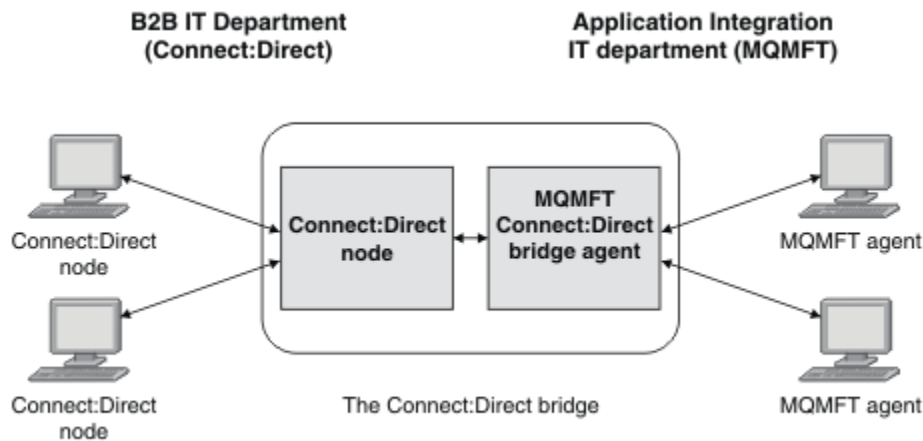 B2B IT Department
(Connect:Direct)
Application Integration
IT department (MQMFT)
Connect:Direct
node
Connect:Direct
node
MQMFT
Connect:Direct
bridge agent
MQMFT agent
Connect:Direct
node
The Connect:Direct bridge
MQMFT agent